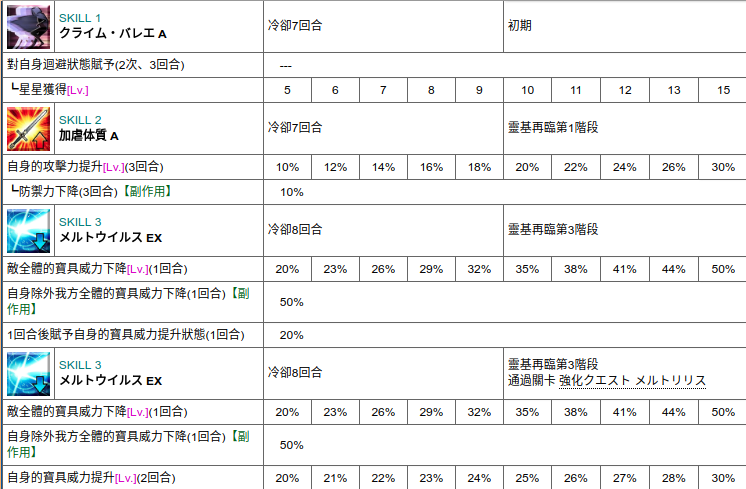 SKILL 1
クライム・バレエ A
冷卻7回合
初期
對自身迴避狀態賦予(2次、3回合)
---
┗星星獲得[Lv.]
5 6 7 8 9 10 11 12 13 15
SKILL 2
加虐体質 A
冷卻7回合
靈基再臨第1階段
自身的攻擊力提升[Lv.](3回合)
10% 12% 14% 16% 18% 20% 22% 24% 26% 30%
┗防禦力下降(3回合)【副作用】
10%
SKILL 3
メルトウイルス EX
冷卻8回合
靈基再臨第3階段
敵全體的寶具威力下降[Lv.](1回合)
20% 23% 26% 29% 32% 35% 38% 41% 44% 50%
自身除外我方全體的寶具威力下降(1回合)【副
作用】
50%
1回合後賦予自身的寶具威力提升狀態(1回合)
20%
SKILL 3
メルトウイルス EX
冷卻8回合
靈基再臨第3階段
通過關卡 強化クエスト メルトリリス
敵全體的寶具威力下降[Lv.](1回合)
20% 23% 26% 29% 32% 35% 38% 41% 44% 50%
自身除外我方全體的寶具威力下降(1回合)【副
作用】
50%
自身的寶具威力提升[Lv.](2回合)
20% 21% 22% 23% 24% 25% 26% 27% 28% 30%